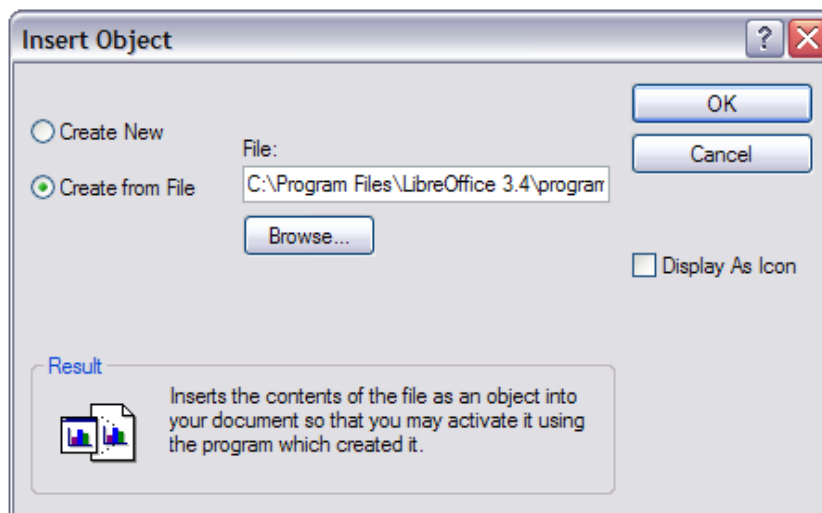 Insert Object
OK
Create New
Cancel
File:
Create from File
C:\Program Files\LibreOffice 3.4\program
Browse...
Display As Icon
Result
Inserts the contents of the file as an object into
your document so that you may activate it using
the program which created it.